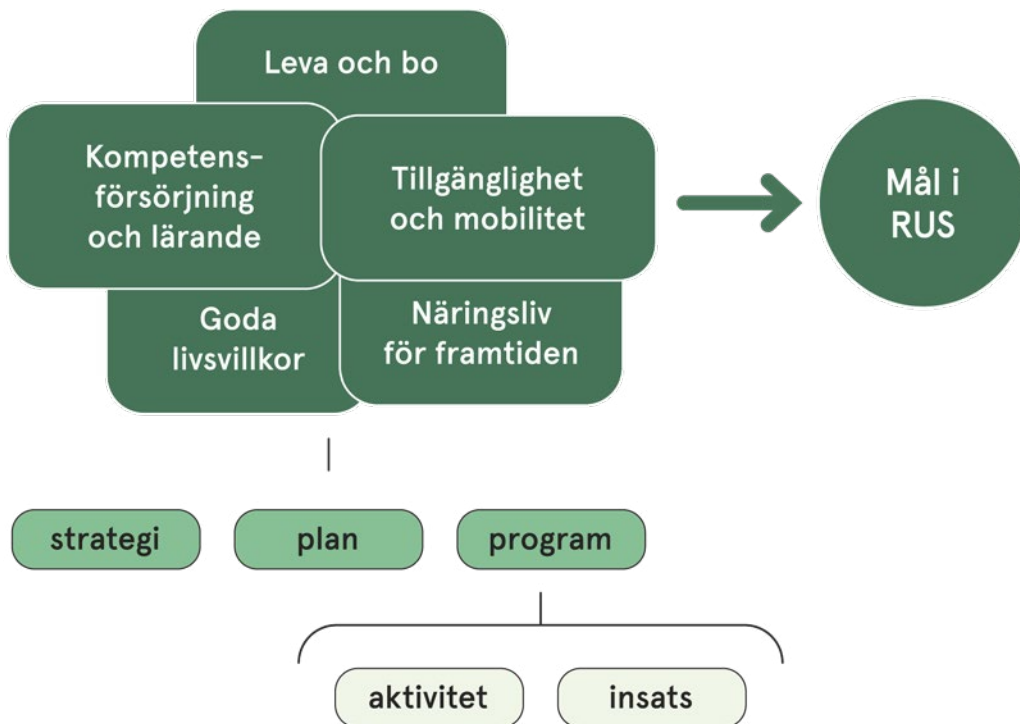 Leva och bo
Kompetens-
försörjning
och lärande
Tillgänglighet
och mobilitet
Goda
livsvillkor
Näringsliv
för framtiden
Mål i
RUS
strategi
plan
program
aktivitet
insats